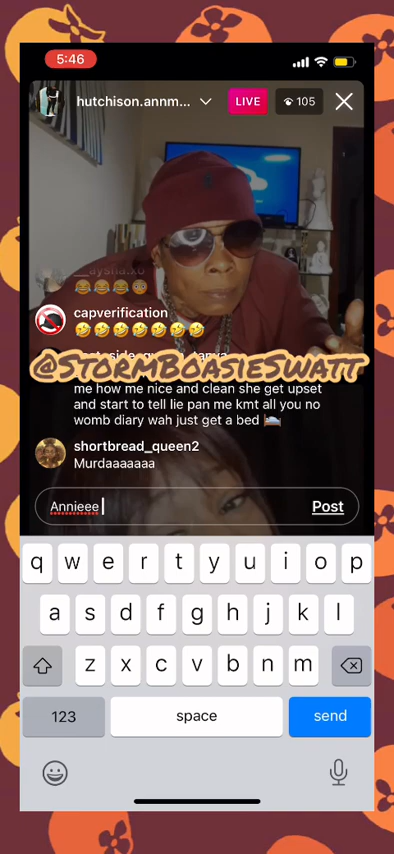 5:46
hutchison.annm...
LIVE
105
__aysha.xo
capverification
@STORMBOASIESWATT
me how me nice and clean she get upset
and start to tell lie pan me kmt all you no
womb diary wah just get a bed
shortbread_queen2
Murdaaaaaaa
Annieee
Post
q w e r t y u i o p
a s d f g h j k l
z x c v b n m
123
space
send